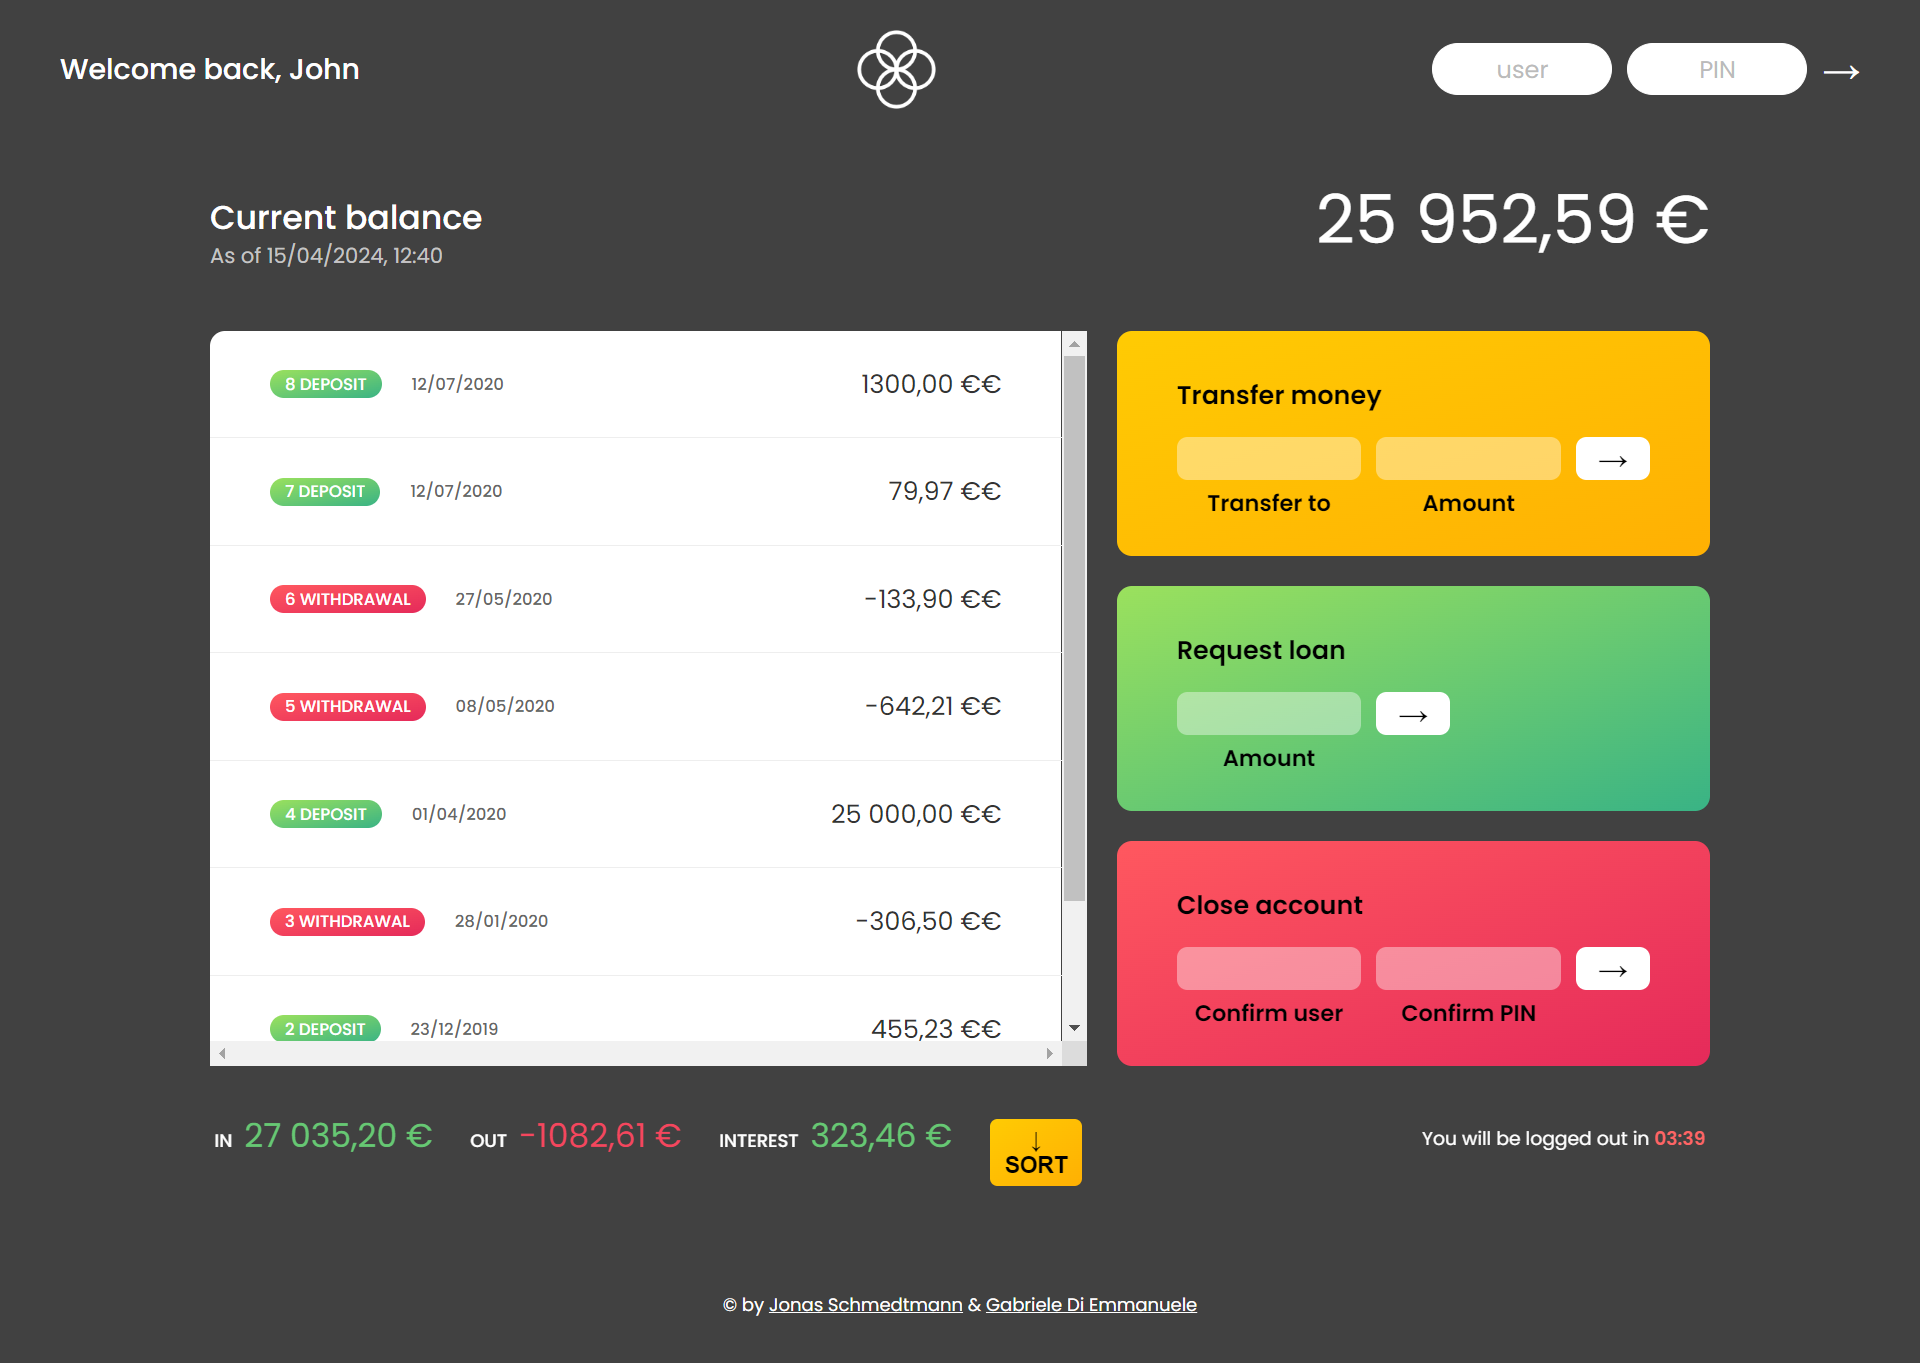 Welcome back, John
user
PIN
→
Current balance
As of 15/04/2024, 12:40
25 952,59 €
8 DEPOSIT 12/07/2020 1300,00 €€
7 DEPOSIT 12/07/2020 79,97 €€
6 WITHDRAWAL 27/05/2020 -133,90 €€
5 WITHDRAWAL 08/05/2020 -642,21 €€
4 DEPOSIT 01/04/2020 25 000,00 €€
3 WITHDRAWAL 28/01/2020 -306,50 €€
2 DEPOSIT 23/12/2019 455,23 €€
Transfer money
→
Transfer to Amount
Request loan
→
Amount
Close account
→
Confirm user Confirm PIN
IN 27 035,20 € OUT -1082,61 € INTEREST 323,46 €
↓
SORT
You will be logged out in 03:39
© by Jonas Schmedtmann & Gabriele Di Emmanuele